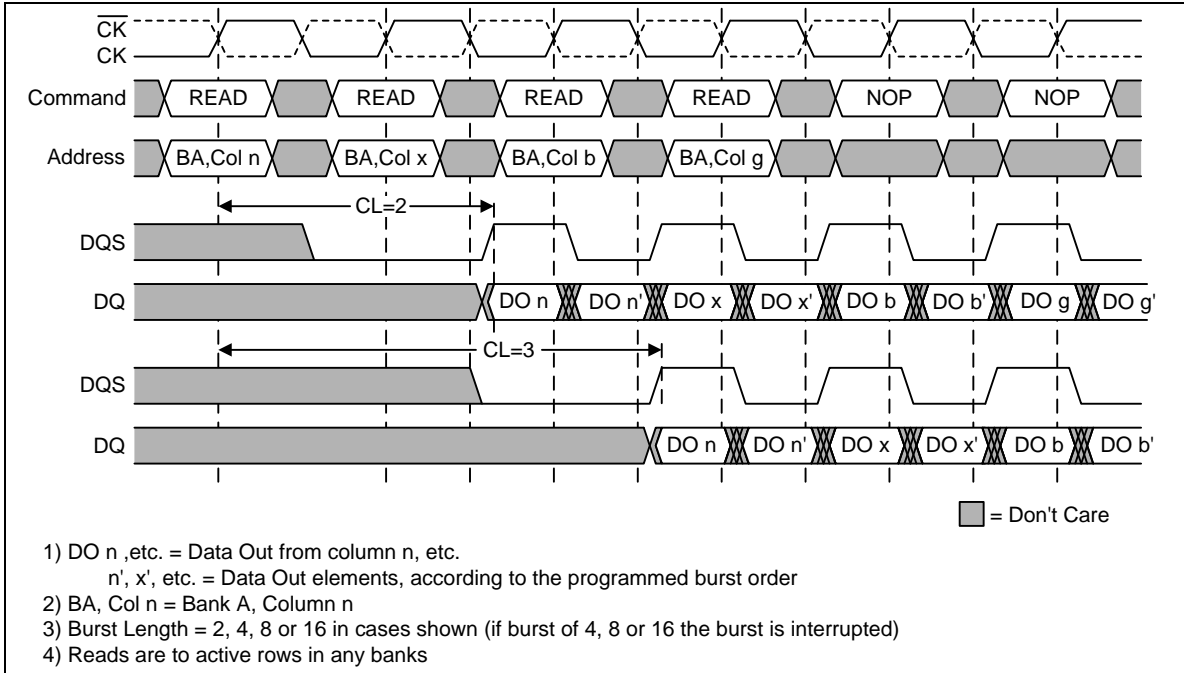 CK
CK
Command READ READ READ READ NOP NOP
Address BA,Col n BA,Col x BA,Col b BA,Col g
CL=2
DQS
DQ DO n DO n' DO x DO x' DO b DO b' DO g DO g'
CL=3
DQS
DQ DO n DO n' DO x DO x' DO b DO b'
= Don't Care
1) DO n ,etc. = Data Out from column n, etc.
n', x', etc. = Data Out elements, according to the programmed burst order
2) BA, Col n = Bank A, Column n
3) Burst Length = 2, 4, 8 or 16 in cases shown (if burst of 4, 8 or 16 the burst is interrupted)
4) Reads are to active rows in any banks